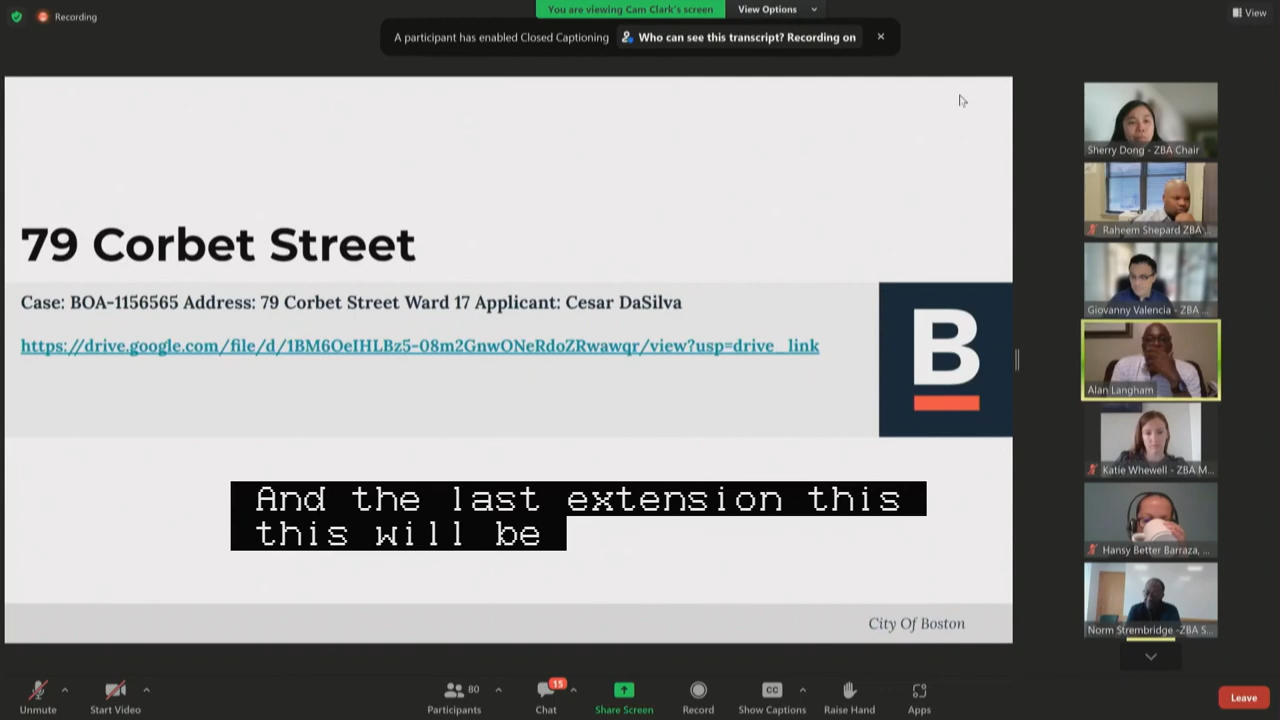 Recording
You are viewing Cam Clark's screen
View Options
View
A participant has enabled Closed Captioning
Who can see this transcript? Recording on
79 Corbet Street
Case: BOA-1156565 Address: 79 Corbet Street Ward 17 Applicant: Cesar DaSilva
https://drive.google.com/file/d/1BM6OeIHLBz5-08m2GnwONeRdoZRwawqr/view?usp=drive_link
B
And the last extension this
this will be
City Of Boston
Sherry Dong - ZBA Chair
Raheem Shepard ZBA ...
Giovanny Valencia - ZBA ...
Alan Langham
Katie Whewell - ZBA M...
Hansy Better Barraza, ...
Norm Strembridge -ZBA S...
Unmute
Start Video
80
Participants
15
Chat
Share Screen
Record
CC
Show Captions
Raise Hand
Apps
Leave